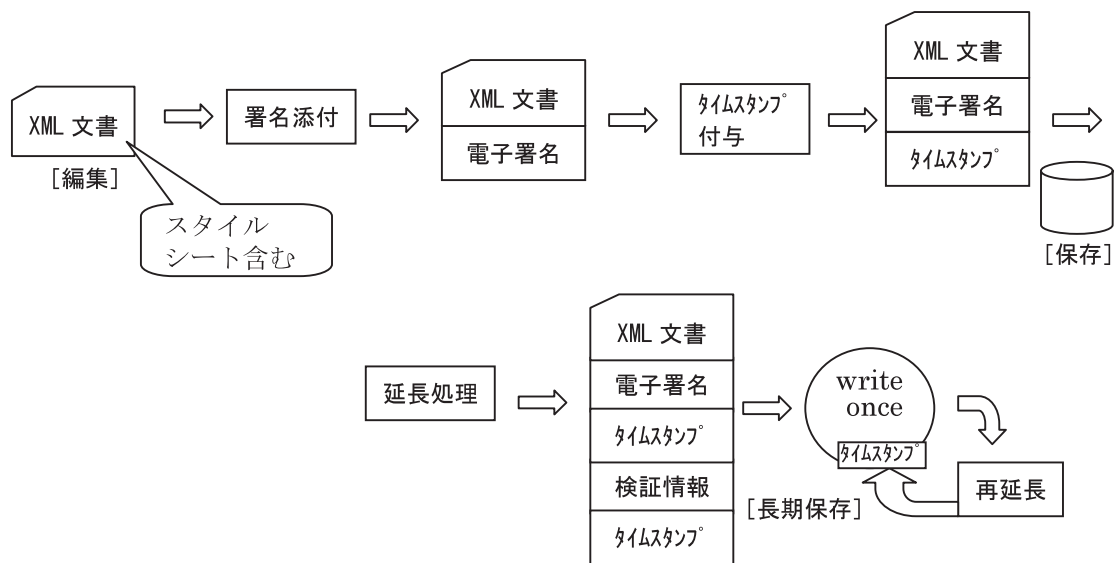 XML 文書
[編集]
スタイル
シート含む
署名添付
XML 文書
電子署名
ﾀｲﾑｽﾀﾝﾌﾟ
付与
XML 文書
電子署名
ﾀｲﾑｽﾀﾝﾌﾟ
[保存]
延長処理
XML 文書
電子署名
ﾀｲﾑｽﾀﾝﾌﾟ
検証情報
ﾀｲﾑｽﾀﾝﾌﾟ
write
once
ﾀｲﾑｽﾀﾝﾌﾟ
[長期保存]
再延長